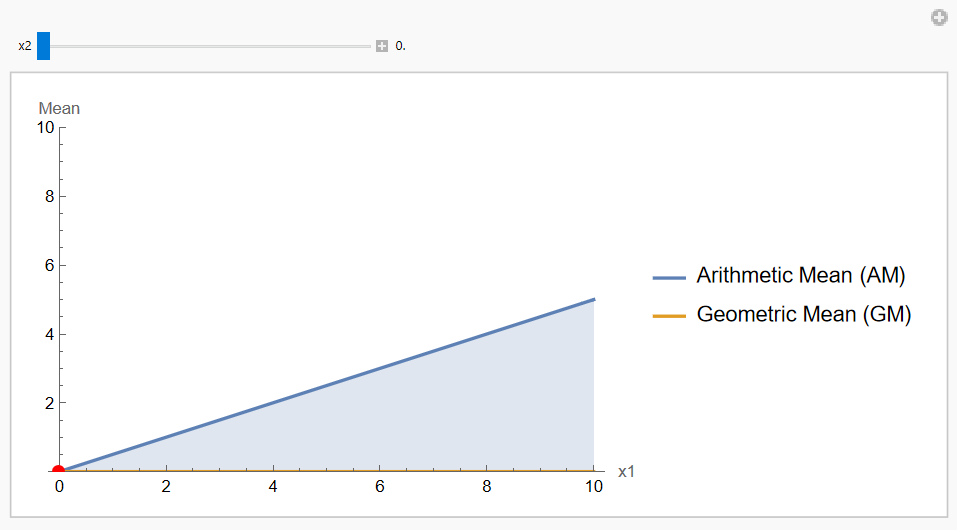 x2 0.
Mean
10
8
6
4
2
0 2 4 6 8 10 x1
Arithmetic Mean (AM)
Geometric Mean (GM)